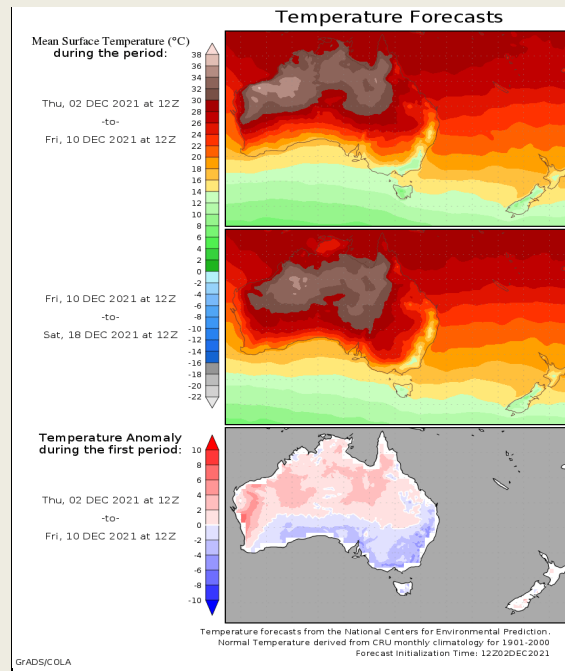 Temperature Forecasts
Mean Surface Temperature (°C)
during the period:
Thu, 02 DEC 2021 at 12Z
-to-
Fri, 10 DEC 2021 at 12Z
38
36
34
33
32
31
30
28
26
24
22
20
18
16
14
12
10
8
6
4
2
0
-2
-4
-6
-8
-10
-12
-14
-16
-18
-20
-22
Fri, 10 DEC 2021 at 12Z
-to-
Sat, 18 DEC 2021 at 12Z
Temperature Anomaly
during the first period:
Thu, 02 DEC 2021 at 12Z
-to-
Fri, 10 DEC 2021 at 12Z
10
8
6
4
2
0
-2
-4
-6
-8
-10
Temperature forecasts from the National Centers for Environmental Prediction.
Normal Temperature derived from CRU monthly climatology for 1901-2000
Forecast Initialization Time: 12Z02DEC2021
GrADS/COLA